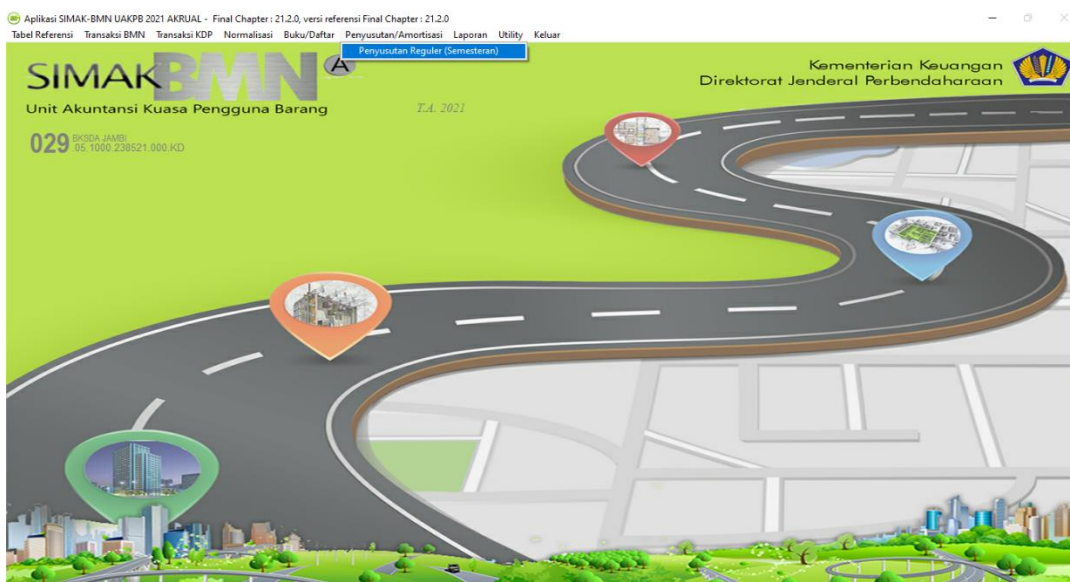 Aplikasi SIMAK-BMN UAKPB 2021 AKRUAL - Final Chapter : 21.2.0, versi referensi Final Chapter : 21.2.0
Tabel Referensi Transaksi BMN Transaksi KDP Normalisasi Buku/Daftar Penyusutan/Amortisasi Laporan Utility Keluar
Penyusutan Reguler (Semesteran)
SIMAK BMN A
Unit Akuntansi Kuasa Pengguna Barang
T.A. 2021
Kementerian Keuangan
Direktorat Jenderal Perbendaharaan
029 BKSDA JAMBI
05.1000.238521.000.KD